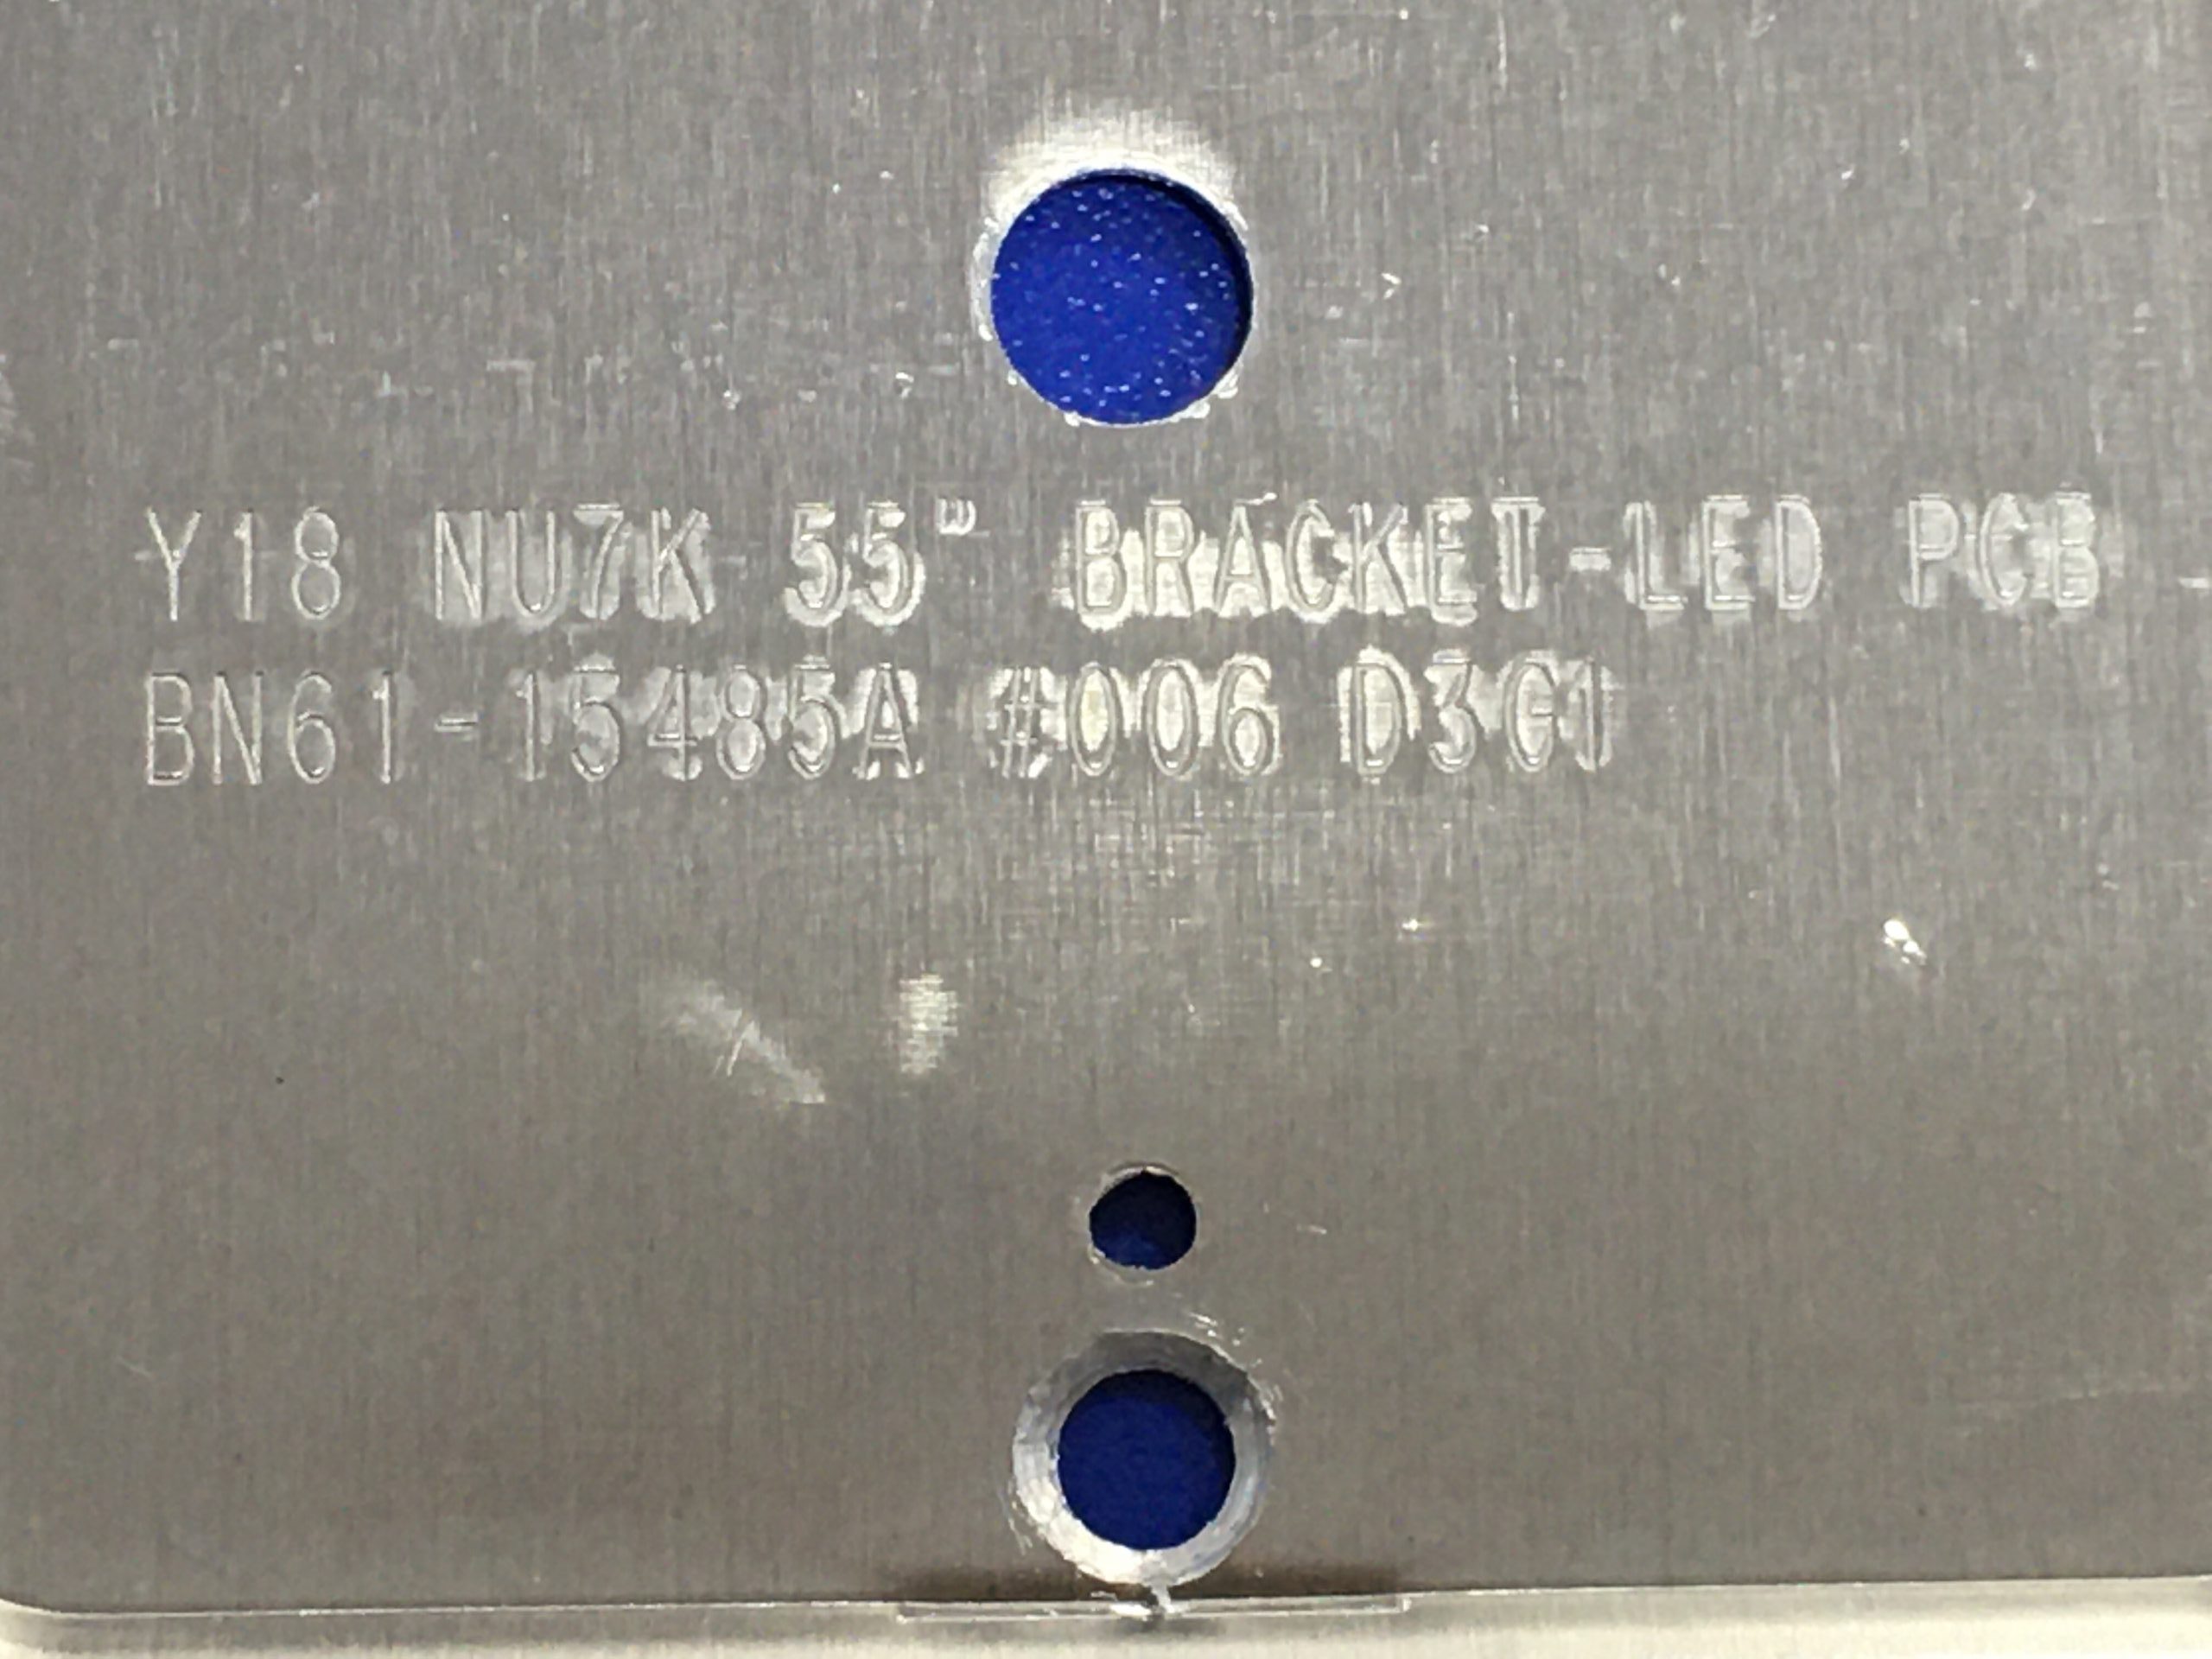 Y18 NU7K 55" BRACKET-LED PCB
BN61-15485A #006 D3G1